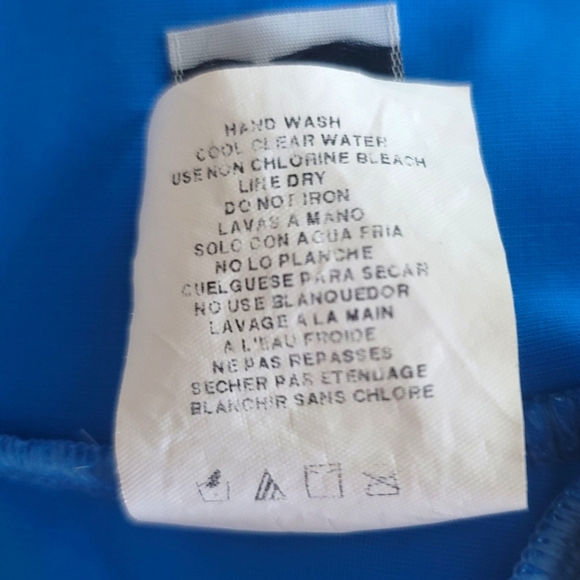 HAND WASH
COOL CLEAR WATER
USE NON CHLORINE BLEACH
LINE DRY
DO NOT IRON
LAVAS A MANO
SOLO CON AGUA FRIA
NO LO PLANCHE
CUELGUESE PARA SECAR
NO USE BLANQUEDOR
LAVAGE A LA MAIN
A L'EAU FROIDE
NE PAS REPASSES
SECHER PAR ETENDAGE
BLANCHIR SANS CHLORE